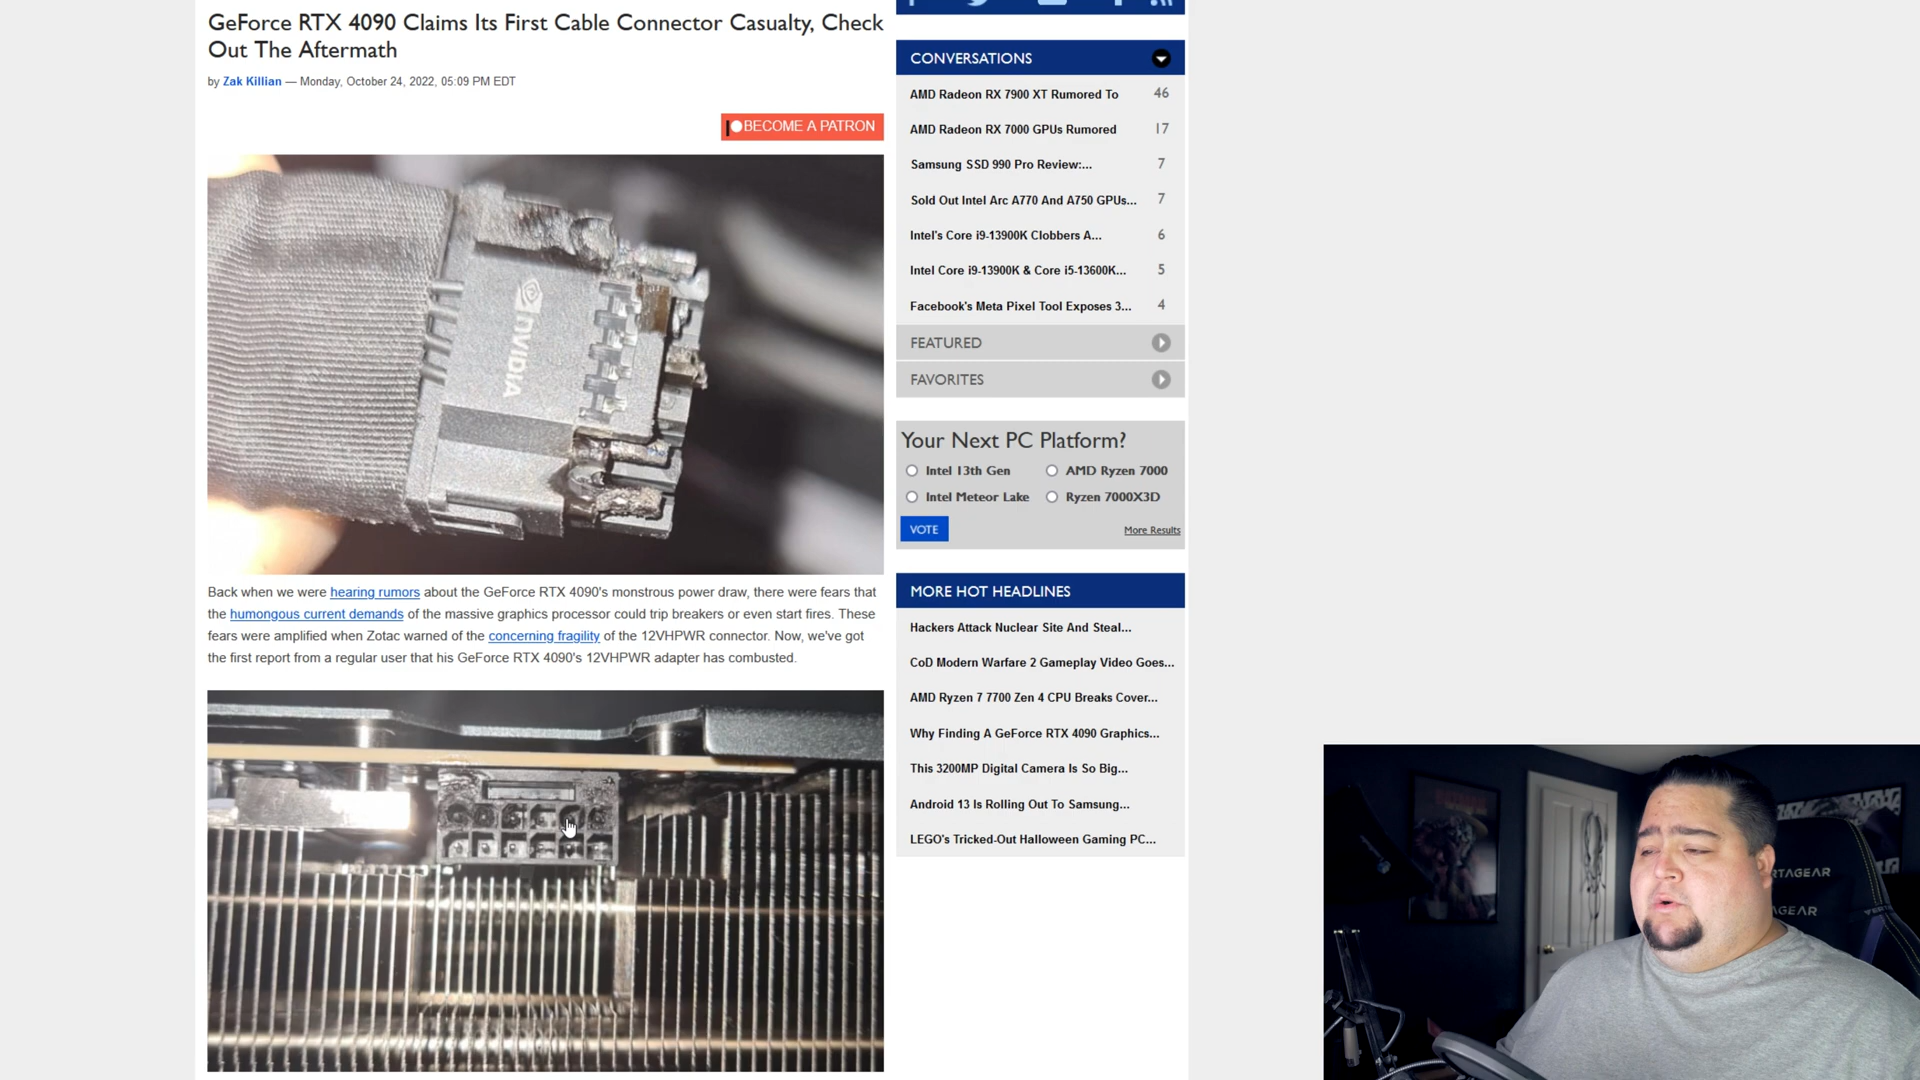 GeForce RTX 4090 Claims Its First Cable Connector Casualty, Check
Out The Aftermath
by Zak Killian — Monday, October 24, 2022, 05:09 PM EDT
BECOME A PATRON
NVIDIA
Back when we were hearing rumors about the GeForce RTX 4090's monstrous power draw, there were fears that
the humongous current demands of the massive graphics processor could trip breakers or even start fires. These
fears were amplified when Zotac warned of the concerning fragility of the 12VHPWR connector. Now, we've got
the first report from a regular user that his GeForce RTX 4090's 12VHPWR adapter has combusted.
CONVERSATIONS
AMD Radeon RX 7900 XT Rumored To 46
AMD Radeon RX 7000 GPUs Rumored 17
Samsung SSD 990 Pro Review:... 7
Sold Out Intel Arc A770 And A750 GPUs... 7
Intel's Core i9-13900K Clobbers A... 6
Intel Core i9-13900K & Core i5-13600K... 5
Facebook's Meta Pixel Tool Exposes 3... 4
FEATURED
FAVORITES
Your Next PC Platform?
Intel 13th Gen AMD Ryzen 7000
Intel Meteor Lake Ryzen 7000X3D
VOTE More Results
MORE HOT HEADLINES
Hackers Attack Nuclear Site And Steal...
CoD Modern Warfare 2 Gameplay Video Goes...
AMD Ryzen 7 7700 Zen 4 CPU Breaks Cover...
Why Finding A GeForce RTX 4090 Graphics...
This 3200MP Digital Camera Is So Big...
Android 13 Is Rolling Out To Samsung...
LEGO's Tricked-Out Halloween Gaming PC...
RTAGEAR
AGEAR